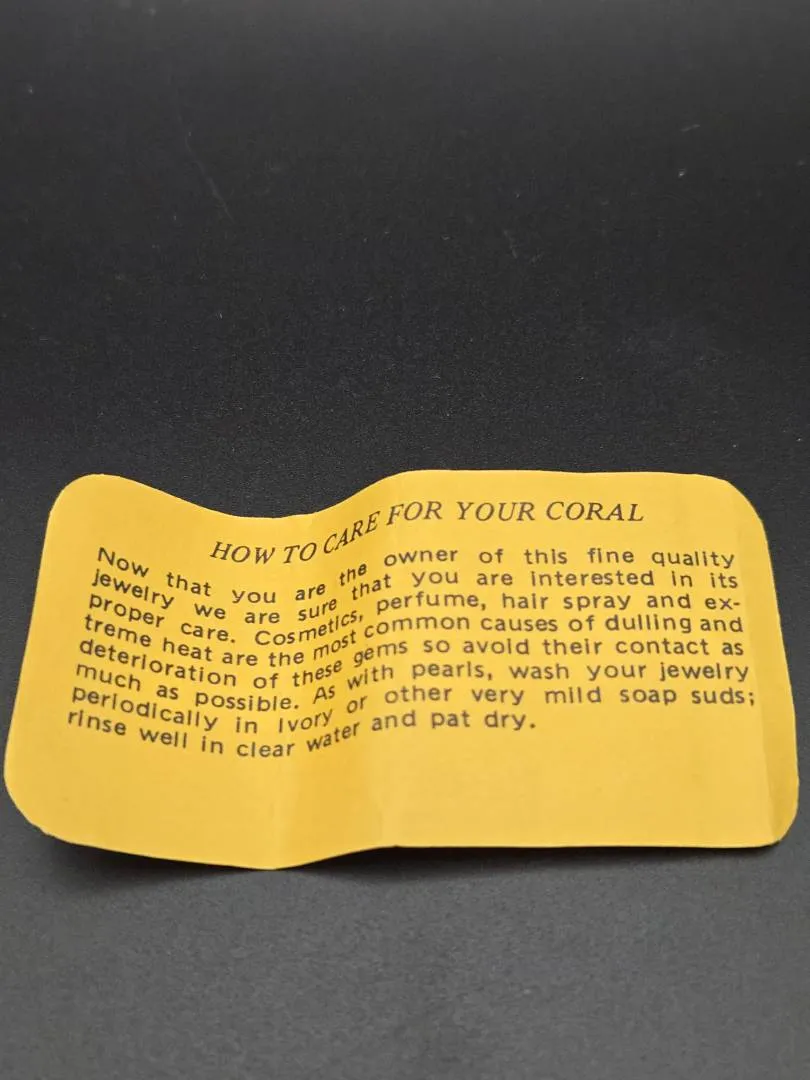 HOW TO CARE FOR YOUR CORAL
Now that you are the owner of this fine quality
jewelry we are sure that you are interested in its
proper care. Cosmetics, perfume, hair spray and ex-
treme heat are the most common causes of dulling and
deterioration of these gems so avoid their contact as
much as possible. As with pearls, wash your jewelry
periodically in Ivory or other very mild soap suds;
rinse well in clear water and pat dry.